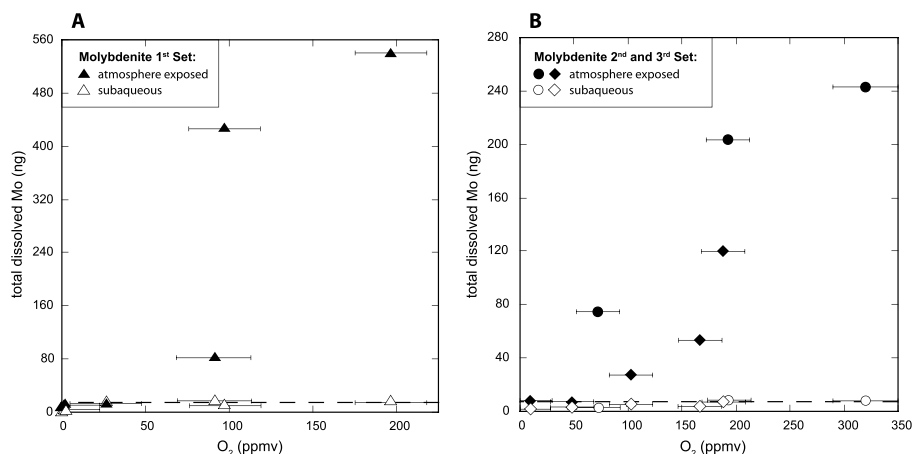 A
Molybdenite 1st Set:
atmosphere exposed
subaqueous
total dissolved Mo (ng)
560
480
400
320
240
160
80
0
0 50 100 150 200
O₂ (ppmv)
B
Molybdenite 2nd and 3rd Set:
atmosphere exposed
subaqueous
total dissolved Mo (ng)
280
240
200
160
120
80
40
0
0 50 100 150 200 250 300 350
O₂ (ppmv)